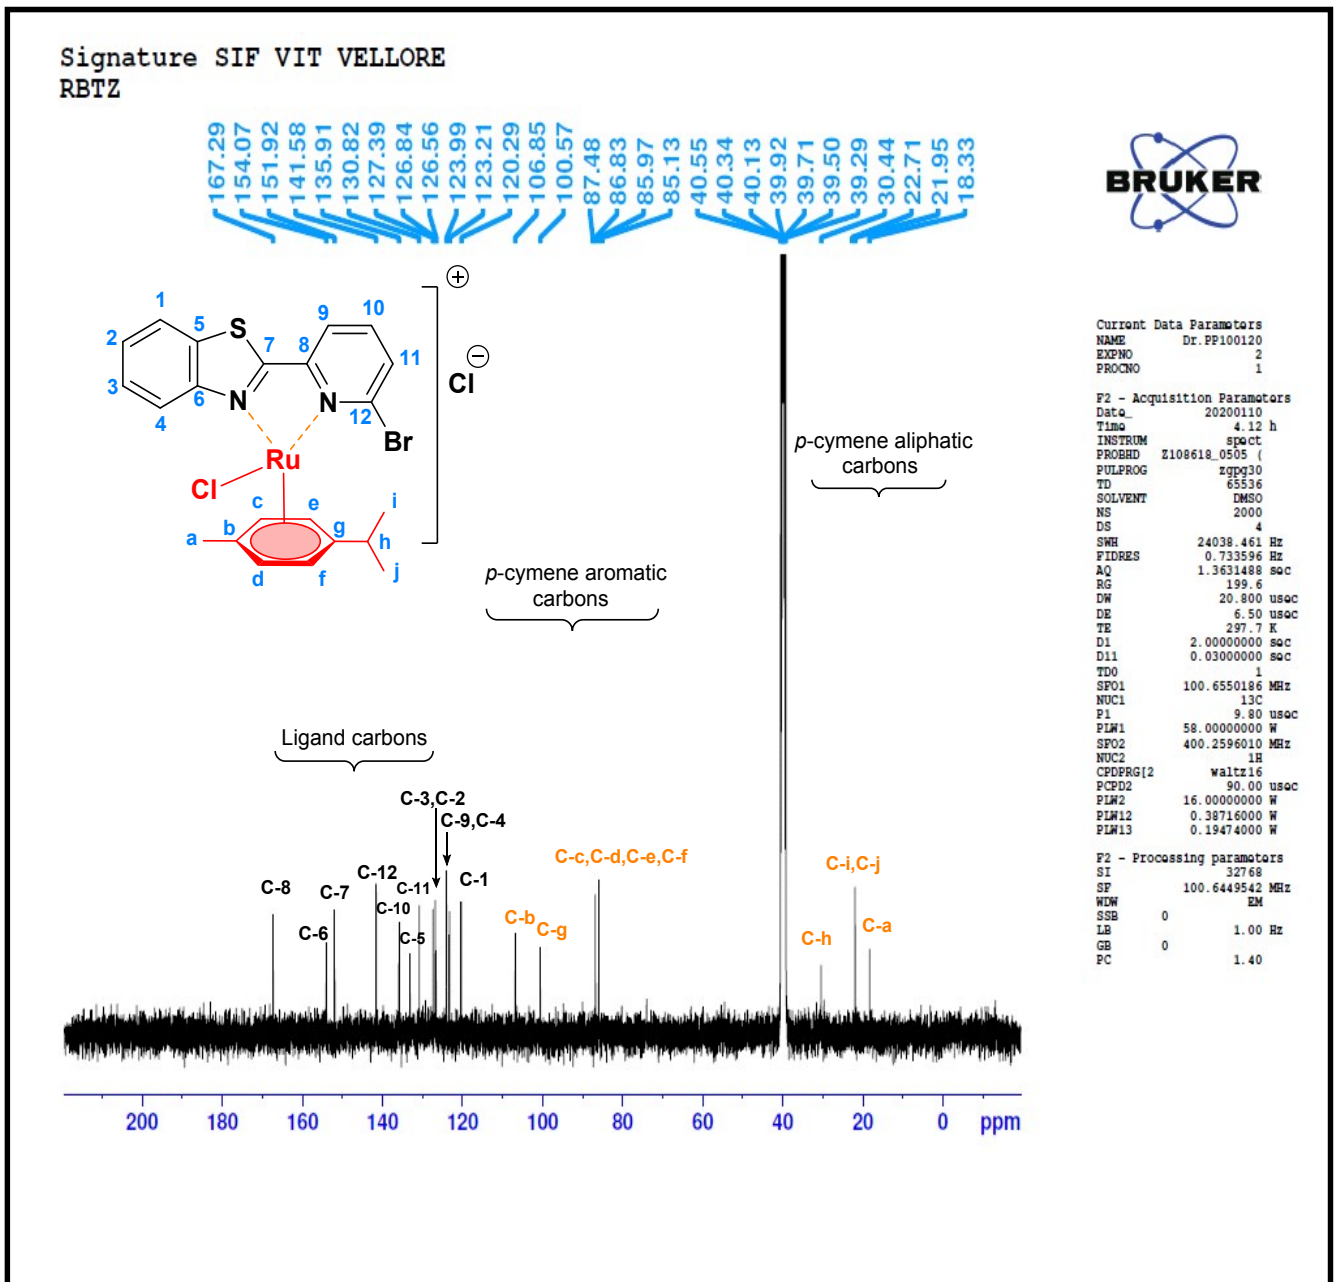 Signature SIF VIT VELLORE
RBTZ
167.29
154.07
151.92
141.58
135.91
130.82
127.39
126.84
126.56
123.99
123.21
120.29
106.85
100.57
87.48
86.83
85.97
85.13
40.55
40.34
40.13
39.92
39.71
39.50
39.29
30.44
22.71
21.95
18.33
BRUKER
1
2
3
4
5
6
7
8
9
10
11
12
S
N
N
Br
Ru
Cl
+
Cl −
a
b
c
d
e
f
g
h
i
j
p-cymene aliphatic
carbons
p-cymene aromatic
carbons
Ligand carbons
C-3,C-2
C-9,C-4
C-8
C-6
C-7
C-12
C-10
C-11
C-5
C-1
C-b
C-g
C-c,C-d,C-e,C-f
C-h
C-i,C-j
C-a
200 180 160 140 120 100 80 60 40 20 0 ppm
Current Data Parameters
NAME Dr.PP100120
EXPNO 2
PROCNO 1
F2 - Acquisition Parameters
Date_ 20200110
Time 4.12 h
INSTRUM spect
PROBHD Z108618_0505 (
PULPROG zgpg30
TD 65536
SOLVENT DMSO
NS 2000
DS 4
SWH 24038.461 Hz
FIDRES 0.733596 Hz
AQ 1.3631488 sec
RG 199.6
DW 20.800 usec
DE 6.50 usec
TE 297.7 K
D1 2.00000000 sec
D11 0.03000000 sec
TD0 1
SFO1 100.6550186 MHz
NUC1 13C
P1 9.80 usec
PLW1 58.00000000 W
SFO2 400.2596010 MHz
NUC2 1H
CPDPRG[2 waltz16
PCPD2 90.00 usec
PLW2 16.00000000 W
PLW12 0.38716000 W
PLW13 0.19474000 W
F2 - Processing parameters
SI 32768
SF 100.6449542 MHz
WDW EM
SSB 0
LB 1.00 Hz
GB 0
PC 1.40